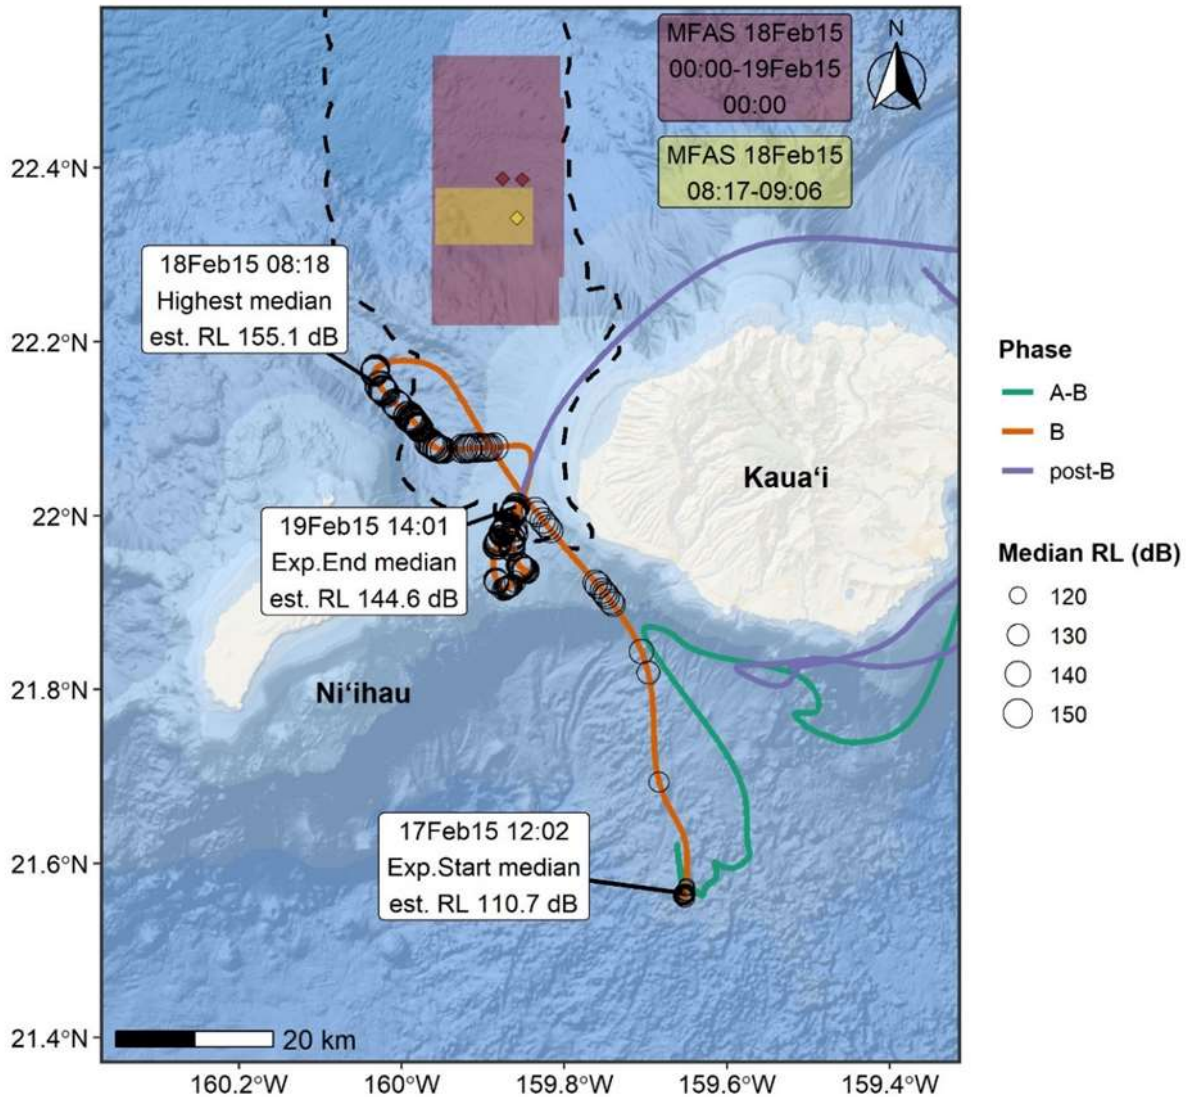 MFAS 18Feb15
00:00-19Feb15
00:00
N
MFAS 18Feb15
08:17-09:06
22.4°N
18Feb15 08:18
Highest median
est. RL 155.1 dB
22.2°N
Kauaʻi
22°N
19Feb15 14:01
Exp.End median
est. RL 144.6 dB
21.8°N
Niʻihau
17Feb15 12:02
Exp.Start median
est. RL 110.7 dB
21.6°N
21.4°N
20 km
160.2°W
160°W
159.8°W
159.6°W
159.4°W
Phase
A-B
B
post-B
Median RL (dB)
120
130
140
150